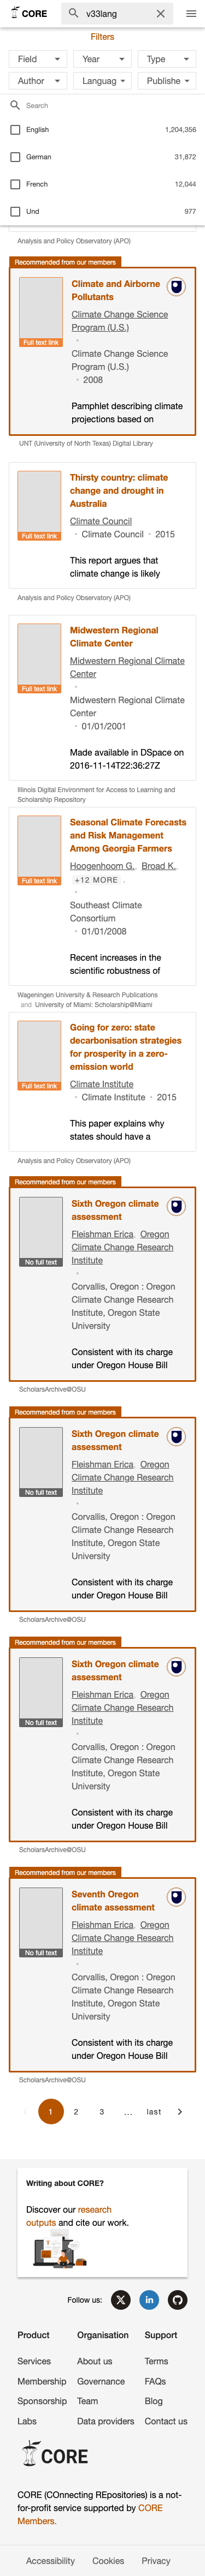 CORE
v33lang
Filters
Field
Year
Type
Author
Languag
Publishe
Search
English 1,204,356
German 31,872
French 12,044
Und 977
Analysis and Policy Observatory (APO)
Recommended from our members
Climate and Airborne
Pollutants
Full text link
Climate Change Science
Program (U.S.)
Climate Change Science
Program (U.S.)
2008
Pamphlet describing climate
projections based on
UNT (University of North Texas) Digital Library
Thirsty county: climate
change and drought in
Australia
Full text link
Climate Council
Climate Council · 2015
This report argues that
climate change is likely
Analysis and Policy Observatory (APO)
Midwestern Regional
Climate Center
Full text link
Midwestern Regional Climate
Center
Midwestern Regional Climate
Center
01/01/2001
Made available in DSpace on
2016-11-14T22:36:27Z
Illinois Digital Environment for Access to Learning and
Scholarship Repository
Seasonal Climate Forecasts
and Risk Management
Among Georgia Farmers
Full text link
Hoogenhoom G., Broad K.,
+12 MORE
Southeast Climate
Consortium
01/01/2008
Recent increases in the
scientific robustness of
Wageningen University & Research Publications
and University of Miami: Scholarship@Miami
Going for zero: state
decarbonisation strategies
for prosperity in a zero-
emission world
Full text link
Climate Institute
Climate Institute · 2015
This paper explains why
states should have a
Analysis and Policy Observatory (APO)
Recommended from our members
Sixth Oregon climate
assessment
No full text
Fleishman Erica, Oregon
Climate Change Research
Institute
Corvallis, Oregon : Oregon
Climate Change Research
Institute, Oregon State
University
Consistent with its charge
under Oregon House Bill
ScholarsArchive@OSU
Recommended from our members
Sixth Oregon climate
assessment
No full text
Fleishman Erica, Oregon
Climate Change Research
Institute
Corvallis, Oregon : Oregon
Climate Change Research
Institute, Oregon State
University
Consistent with its charge
under Oregon House Bill
ScholarsArchive@OSU
Recommended from our members
Sixth Oregon climate
assessment
No full text
Fleishman Erica, Oregon
Climate Change Research
Institute
Corvallis, Oregon : Oregon
Climate Change Research
Institute, Oregon State
University
Consistent with its charge
under Oregon House Bill
ScholarsArchive@OSU
Recommended from our members
Seventh Oregon
climate assessment
No full text
Fleishman Erica, Oregon
Climate Change Research
Institute
Corvallis, Oregon : Oregon
Climate Change Research
Institute, Oregon State
University
Consistent with its charge
under Oregon House Bill
ScholarsArchive@OSU
1 2 3 ... last
Writing about CORE?
Discover our research
outputs and cite our work.
Follow us:
Product
Organisation
Support
Services
About us
Terms
Membership
Governance
FAQs
Sponsorship
Team
Blog
Labs
Data providers
Contact us
CORE
CORE (COnnecting REpositories) is a not-
for-profit service supported by CORE
Members.
Accessibility
Cookies
Privacy